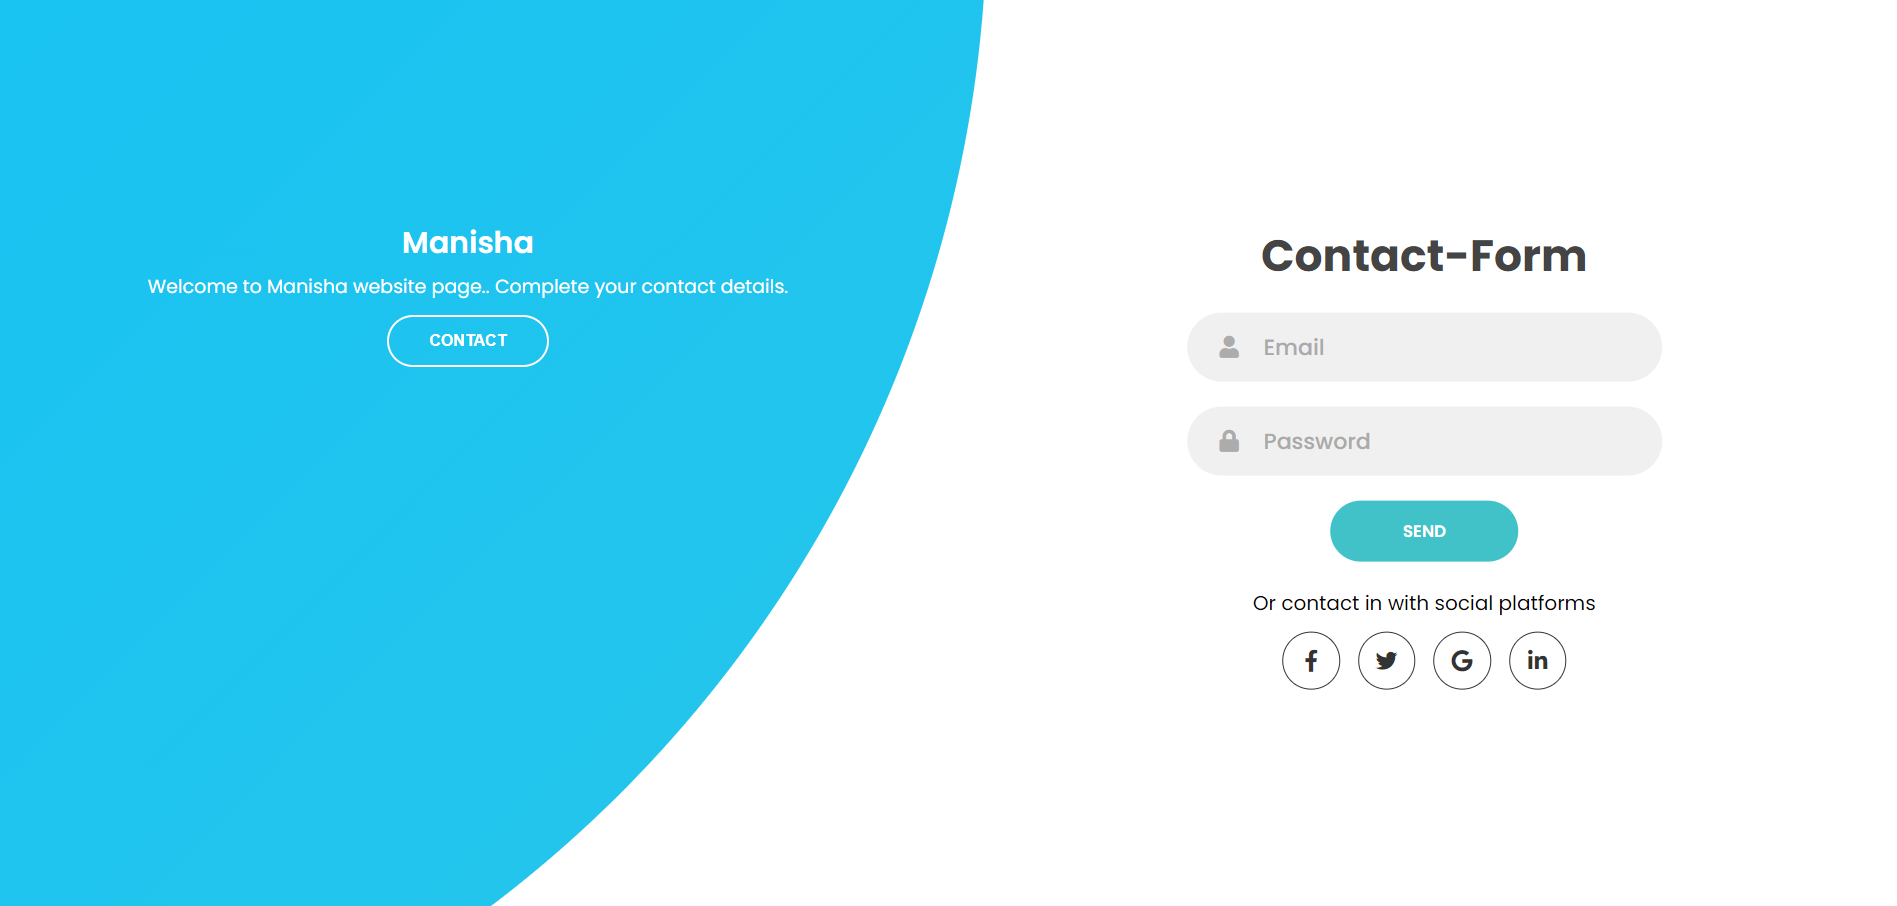 Manisha
Welcome to Manisha website page.. Complete your contact details.
CONTACT
Contact-Form
Email
Password
SEND
Or contact in with social platforms